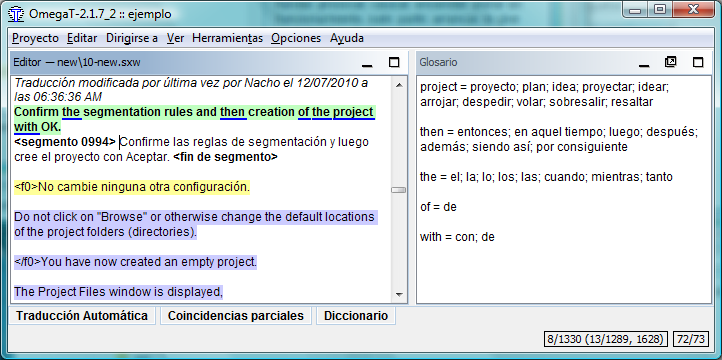 OmegaT-2.1.7_2 :: ejemplo
Proyecto Editar Dirigirse a Ver Herramientas Opciones Ayuda
Editor – new\10-new.sxw
Traducción modificada por última vez por Nacho el 12/07/2010 a
las 06:36:36 AM
Confirm the segmentation rules and then creation of the project
with OK.
<segmento 0994> Confirme las reglas de segmentación y luego
cree el proyecto con Aceptar. <fin de segmento>
<f0>No cambie ninguna otra configuración.
Do not click on "Browse" or otherwise change the default locations
of the project folders (directories).
</f0>You have now created an empty project.
The Project Files window is displayed,
Glosario
project = proyecto; plan; idea; proyectar; idear;
arrojar; despedir; volar; sobresalir; resaltar
then = entonces; en aquel tiempo; luego; después;
además; siendo así; por consiguiente
the = el; la; lo; los; las; cuando; mientras; tanto
of = de
with = con; de
Traducción Automática Coincidencias parciales Diccionario
8/1330 (13/1289, 1628) 72/73